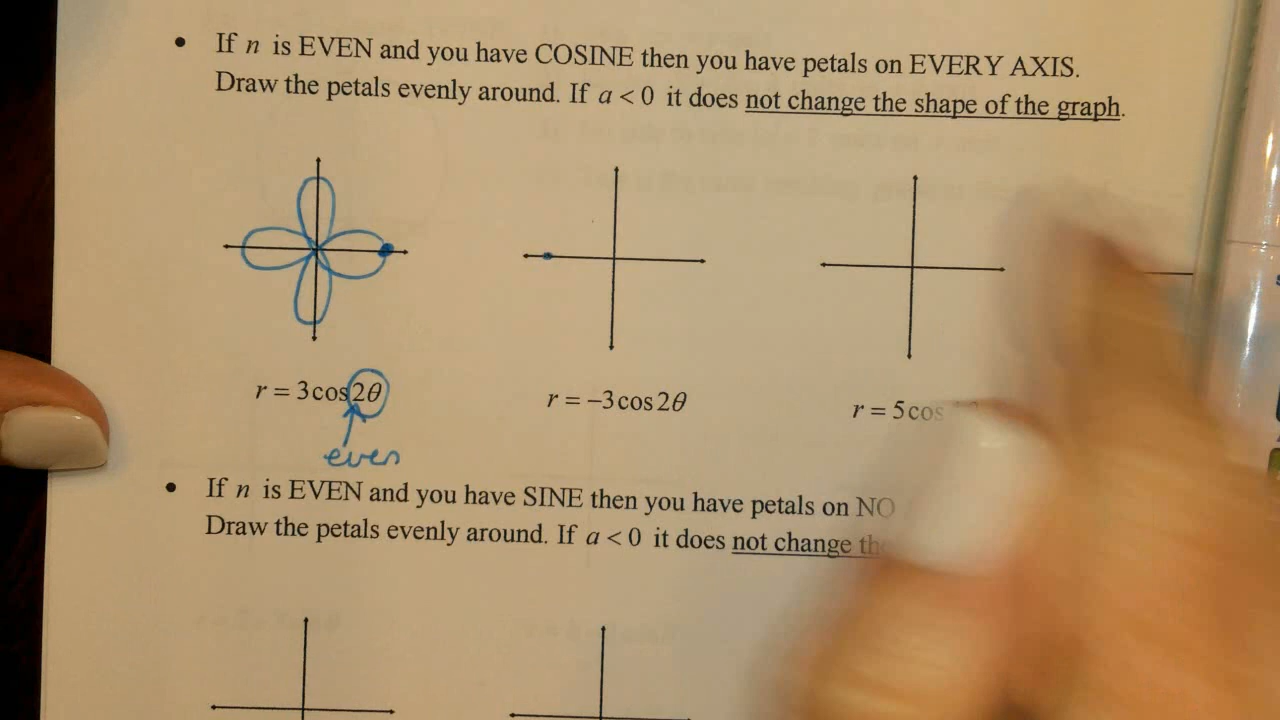 • If n is EVEN and you have COSINE then you have petals on EVERY AXIS.
Draw the petals evenly around. If a < 0 it does not change the shape of the graph.
r = 3cos2θ
r = −3cos2θ
r = 5cos
even
• If n is EVEN and you have SINE then you have petals on NO
Draw the petals evenly around. If a < 0 it does not change